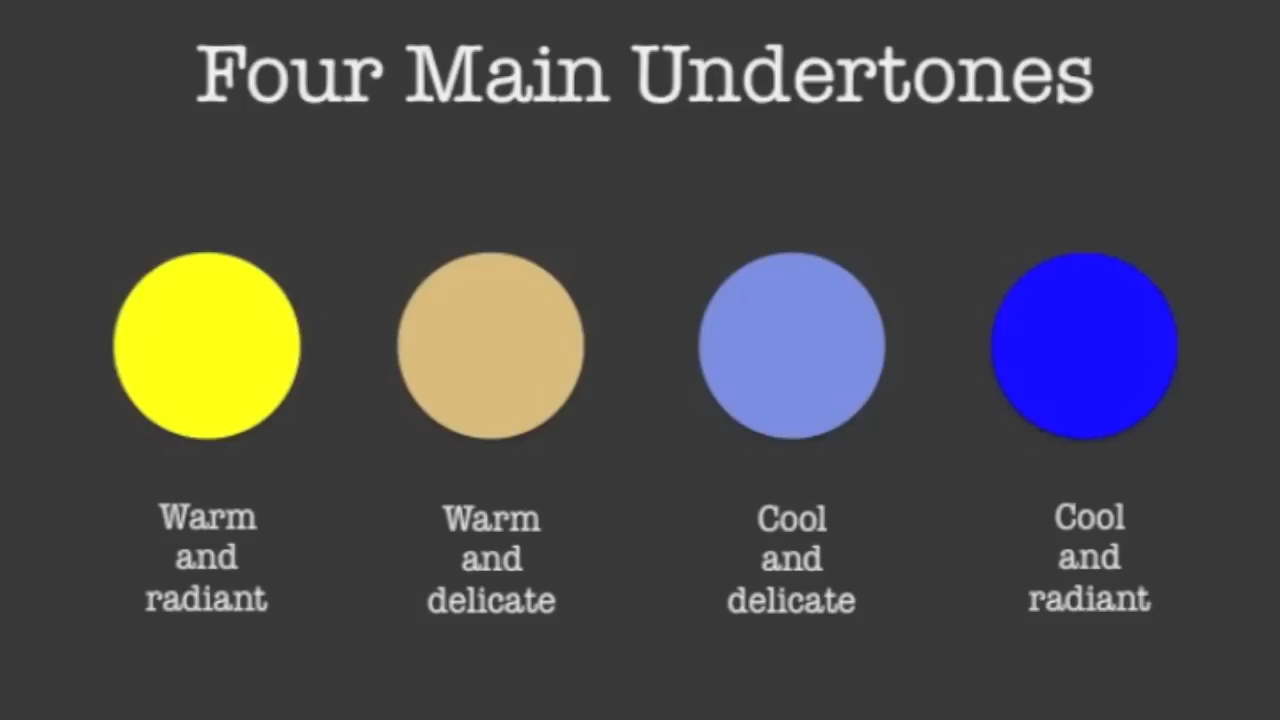 Four Main Undertones
Warm
and
radiant
Warm
and
delicate
Cool
and
delicate
Cool
and
radiant